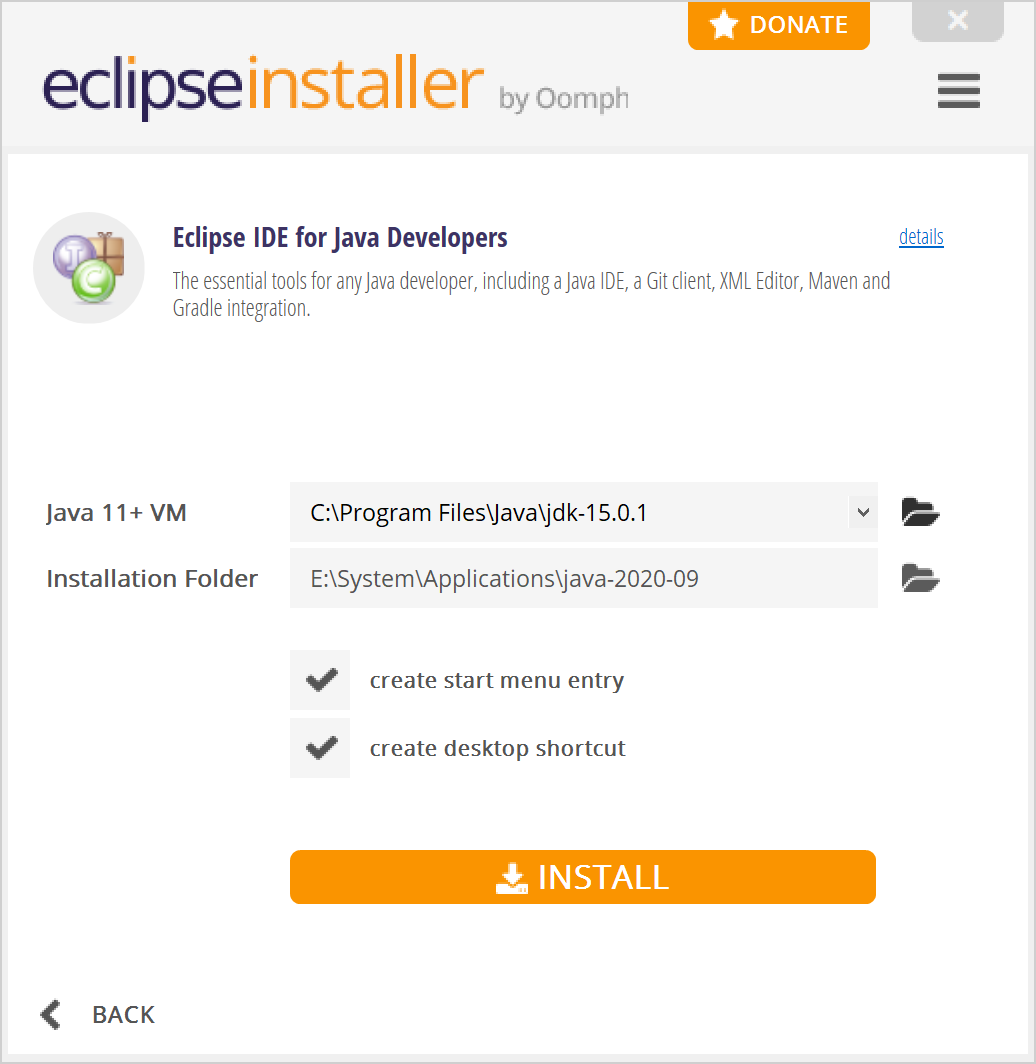 DONATE
eclipseinstaller by Oomph
Eclipse IDE for Java Developers
details
The essential tools for any Java developer, including a Java IDE, a Git client, XML Editor, Maven and
Gradle integration.
Java 11+ VM
C:\Program Files\Java\jdk-15.0.1
Installation Folder
E:\System\Applications\java-2020-09
create start menu entry
create desktop shortcut
INSTALL
BACK